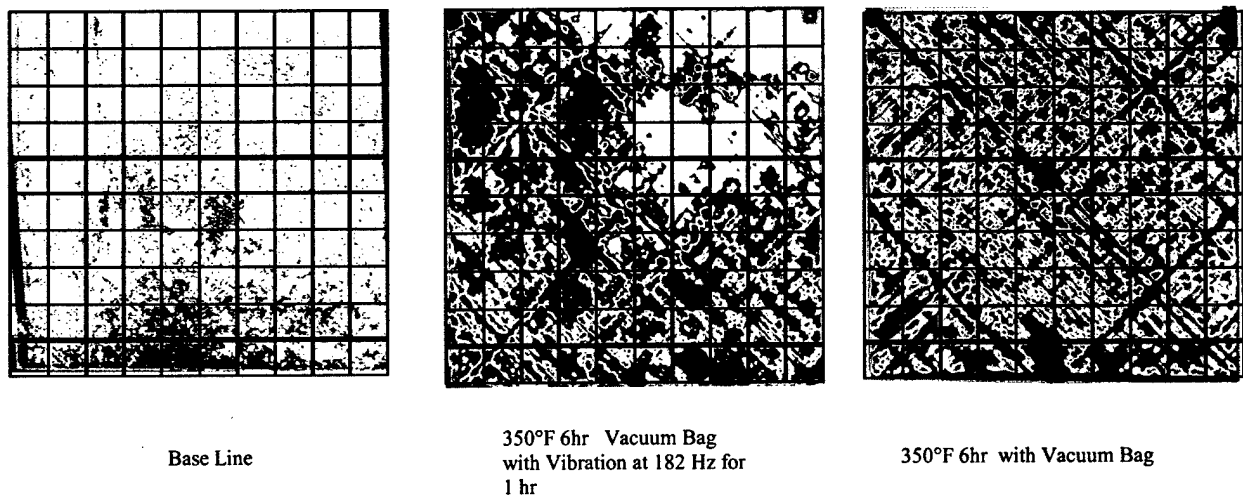 Base Line
350°F 6hr Vacuum Bag
with Vibration at 182 Hz for
1 hr
350°F 6hr with Vacuum Bag